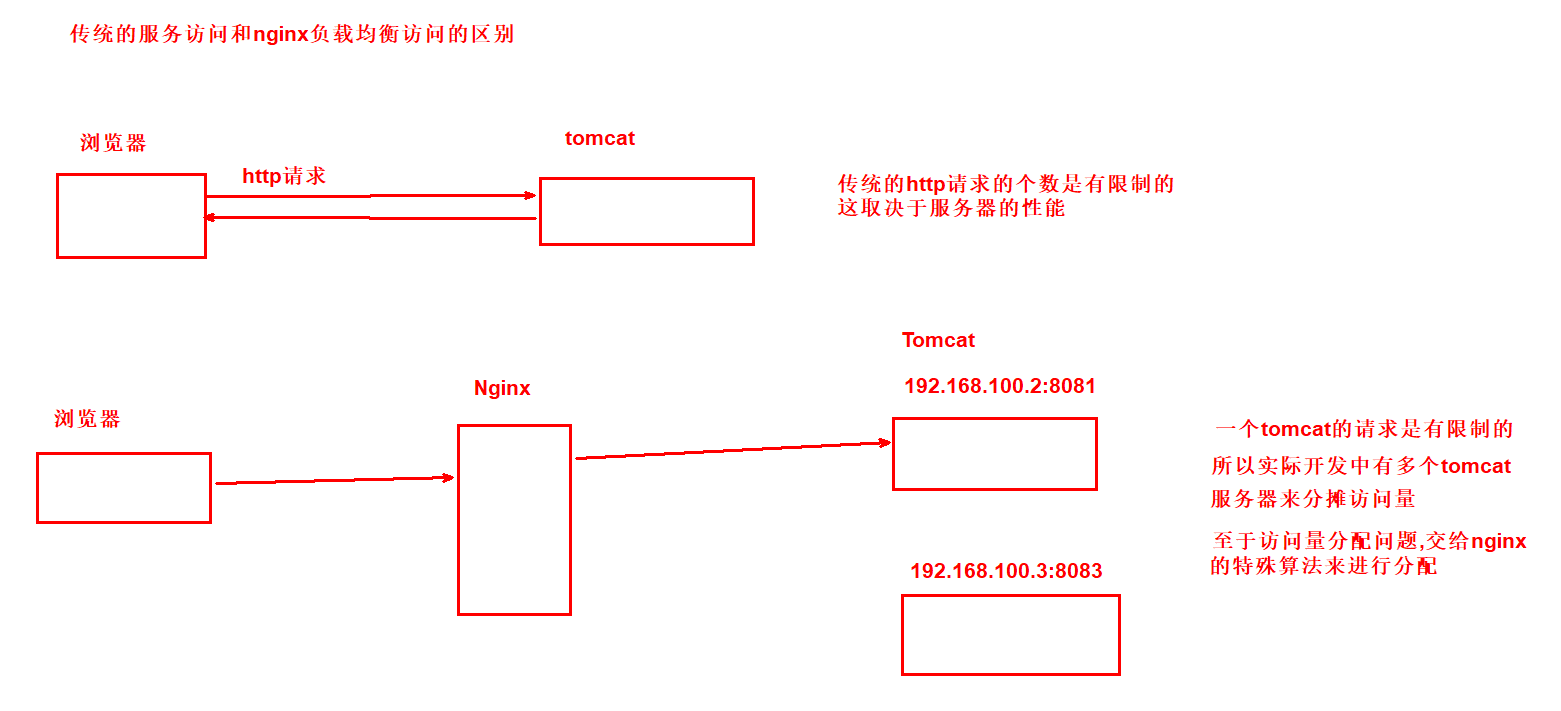 传统的服务访问和nginx负载均衡访问的区别
浏览器
tomcat
http请求
传统的http请求的个数是有限制的
这取决于服务器的性能
Tomcat
192.168.100.2:8081
Nginx
浏览器
一个tomcat的请求是有限制的
所以实际开发中有多个tomcat
服务器来分摊访问量
至于访问量分配问题,交给nginx
的特殊算法来进行分配
192.168.100.3:8083